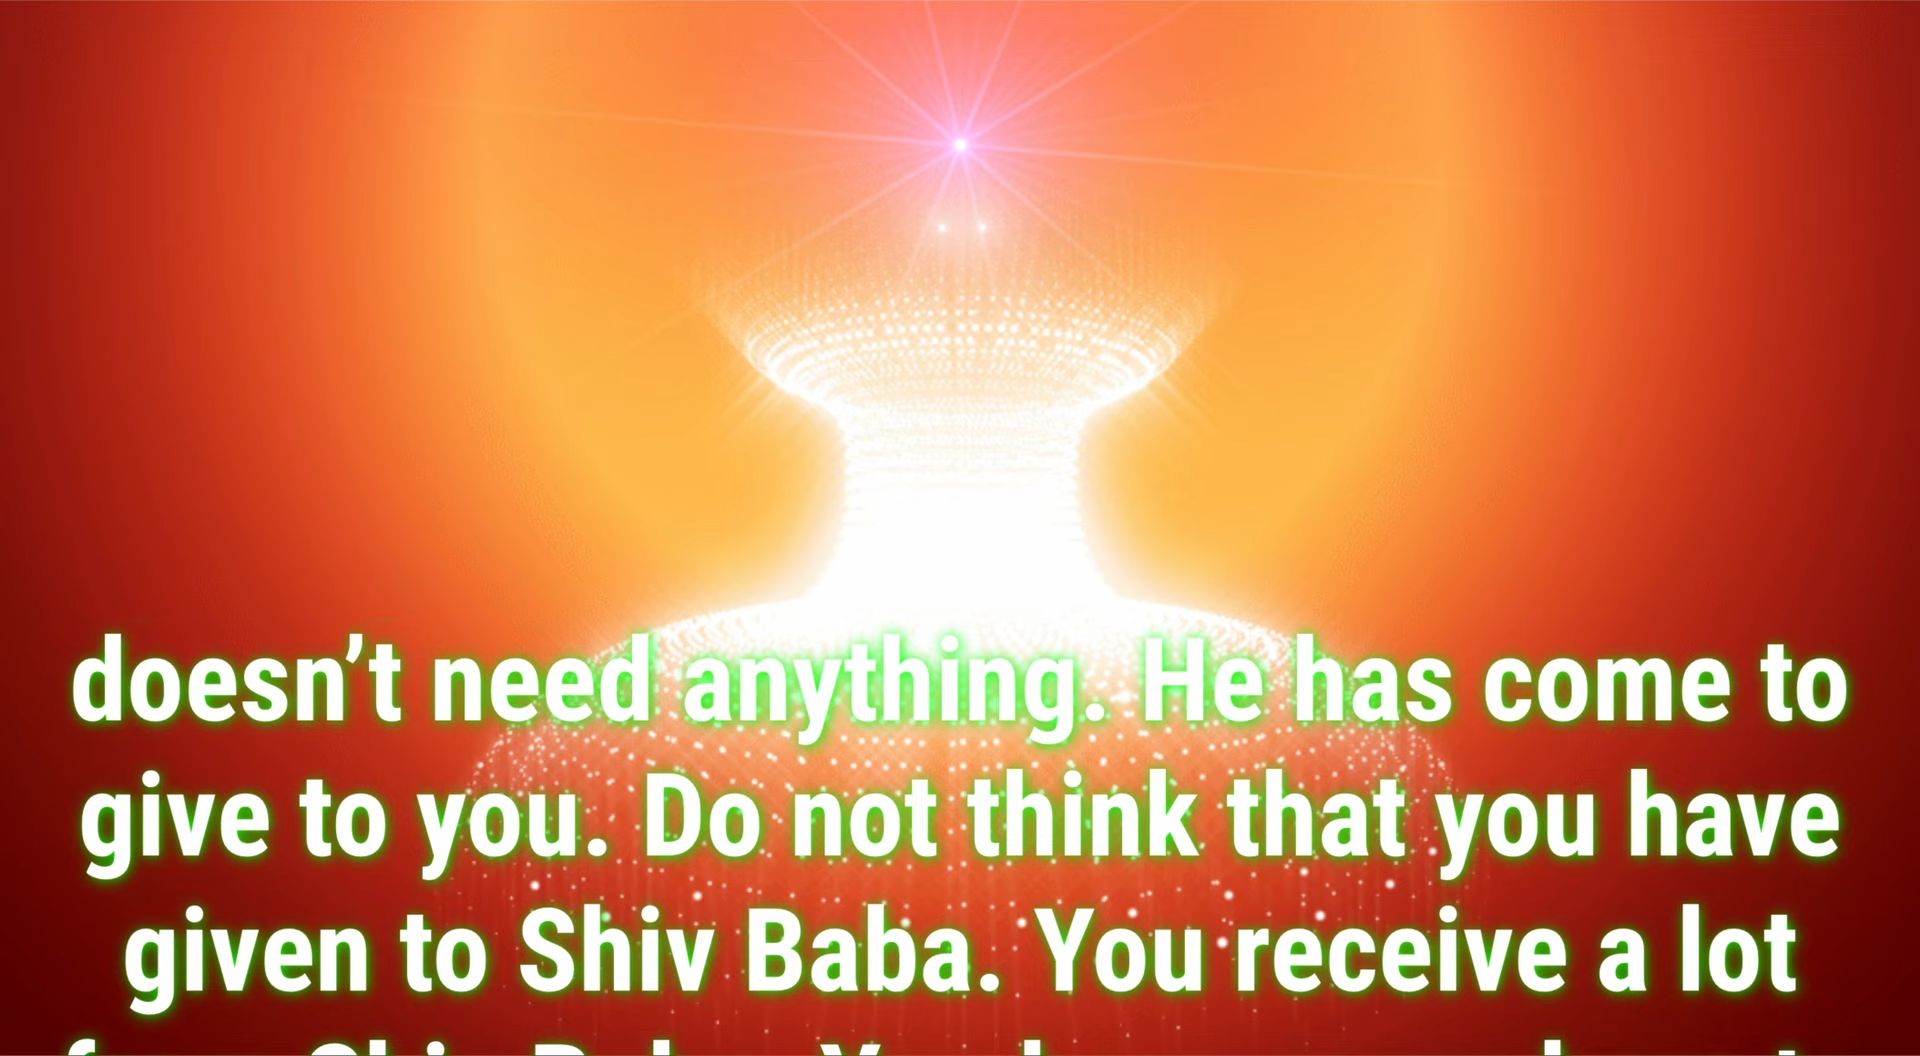 doesn’t need anything. He has come to
give to you. Do not think that you have
given to Shiv Baba. You receive a lot